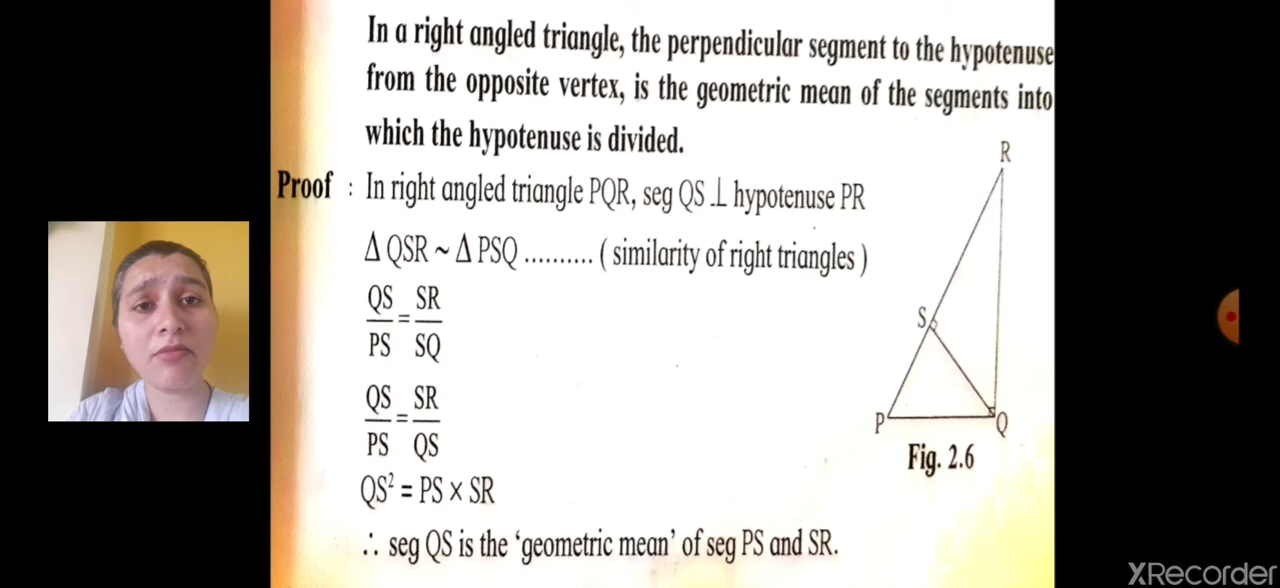 In a right angled triangle, the perpendicular segment to the hypotenuse
from the opposite vertex, is the geometric mean of the segments into
which the hypotenuse is divided.
Proof : In right angled triangle PQR, seg QS ⊥ hypotenuse PR
Δ QSR ~ Δ PSQ .......... ( similarity of right triangles )
QS/PS = SR/SQ
QS/PS = SR/QS
QS² = PS × SR
∴ seg QS is the ‘geometric mean’ of seg PS and SR.
R
S
P
Q
Fig. 2.6
XRecorder